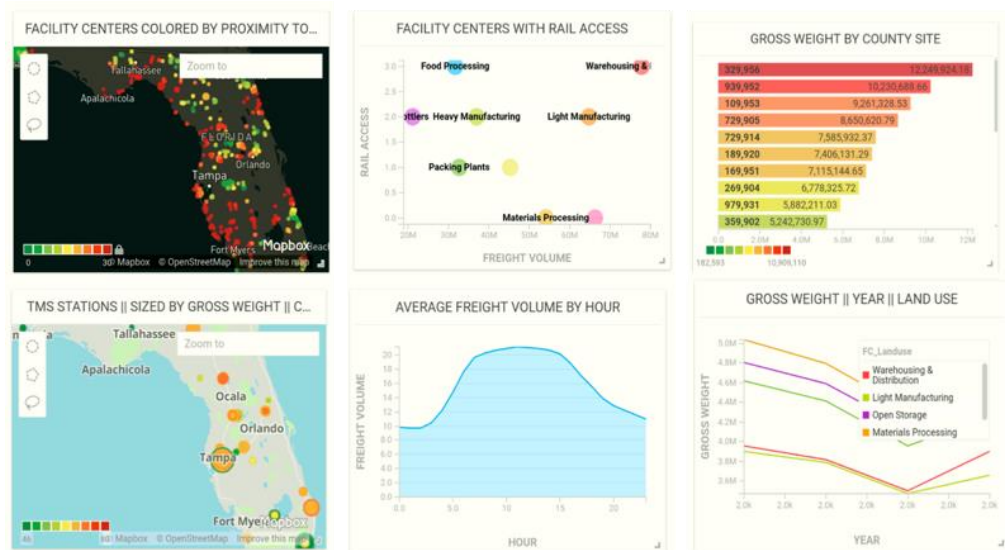 FACILITY CENTERS COLORED BY PROXIMITY TO...
Zoom to
Tallahassee
Apalachicola
FLORIDA
Orlando
Tampa
Fort Myers
Mapbox
0
30
Mapbox © OpenStreetMap Improve this map
FACILITY CENTERS WITH RAIL ACCESS
RAIL ACCESS
3.0
2.5
2.0
1.5
1.0
0.5
0.0
Food Processing
Warehousing &
Heavy Manufacturing
Light Manufacturing
Packing Plants
Materials Processing
20M 30M 40M 50M 60M 70M 80M
FREIGHT VOLUME
GROSS WEIGHT BY COUNTY SITE
329,956 12,249,924.18
939,952 10,230,688.66
109,953 9,261,328.53
729,905 8,650,620.79
729,914 7,585,932.37
189,920 7,406,131.29
169,951 7,115,144.65
269,904 6,778,325.72
979,931 5,882,211.03
359,902 5,242,730.97
0 2.0M 4.0M 6.0M 8.0M 10M 12M
182,593 10,909,110
TMS STATIONS || SIZED BY GROSS WEIGHT || C...
Zoom to
Tallahassee
Apalachicola
Ocala
Orlando
Tampa
Fort Myers
Mapbox
46
Mapbox © OpenStreetMap Improve this map
AVERAGE FREIGHT VOLUME BY HOUR
FREIGHT VOLUME
20
18
16
14
12
10
8.0
6.0
4.0
2.0
0.0
0.0 5.0 10 15 20
HOUR
GROSS WEIGHT || YEAR || LAND USE
GROSS WEIGHT
5.0M
4.8M
4.6M
4.4M
4.2M
4.0M
3.8M
3.6M
FC_Landuse
Warehousing &
Distribution
Light Manufacturing
Open Storage
Materials Processing
2.0k 2.0k 2.0k 2.0k 2.0k 2.0k 2.0k
YEAR